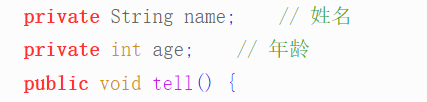 private String name;    // 姓名
private int age;    // 年龄
public void tell() {